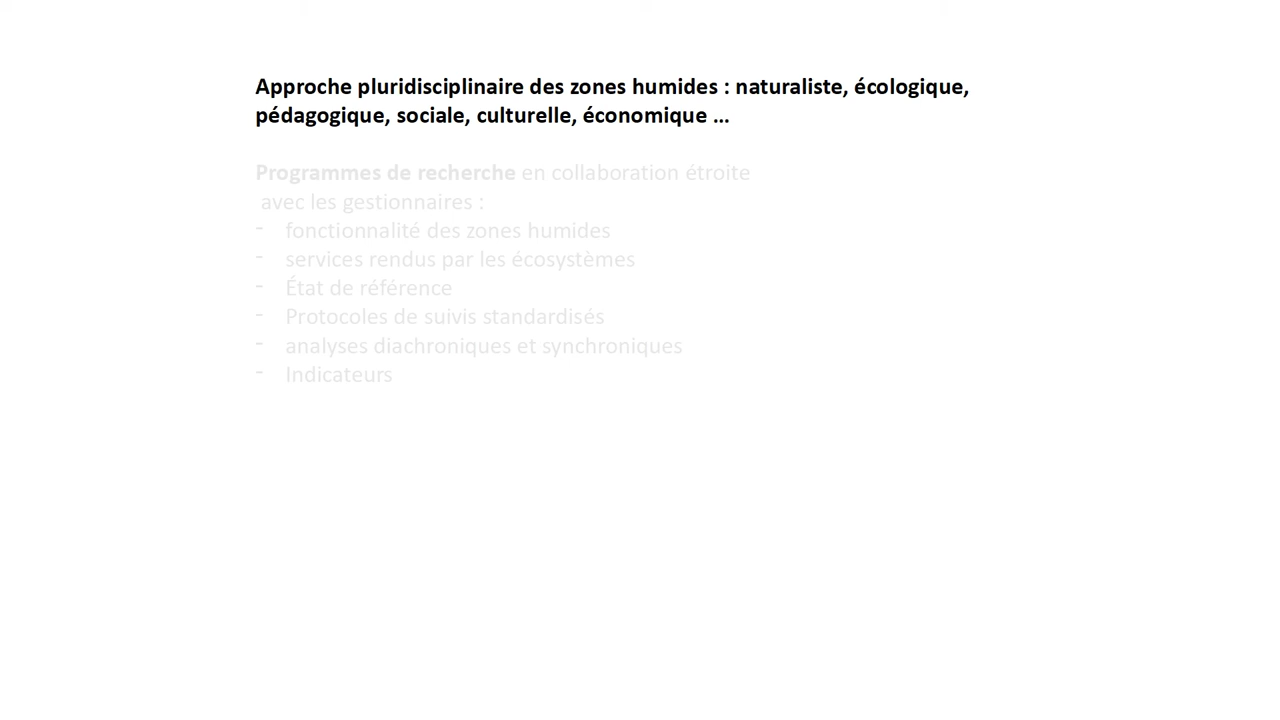 Approche pluridisciplinaire des zones humides : naturaliste, écologique,
pédagogique, sociale, culturelle, économique …
Programmes de recherche en collaboration étroite
avec les gestionnaires :
- fonctionnalité des zones humides
- services rendus par les écosystèmes
- État de référence
- Protocoles de suivis standardisés
- analyses diachroniques et synchroniques
- Indicateurs